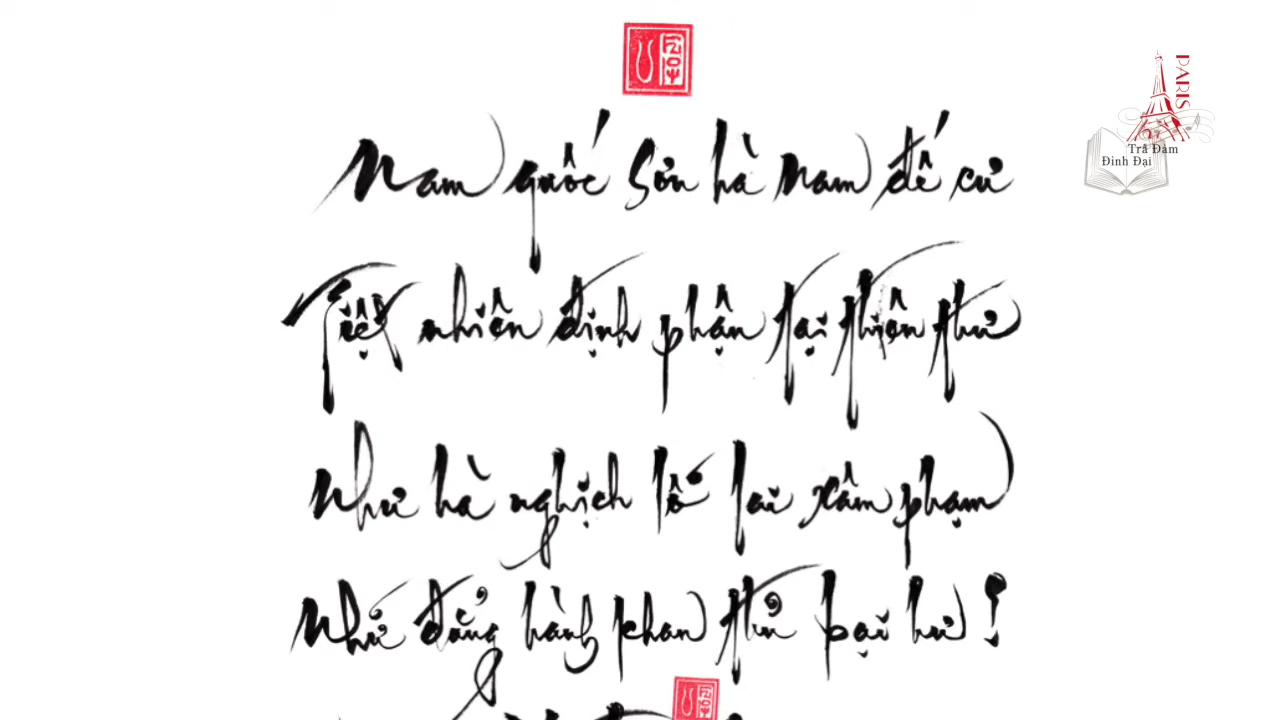 PARIS
Trà Đàm
Đinh Đại
Nam quốc Sơn hà Nam đế cư
Tiệt nhiên định phận tại thiên thư
Như hà nghịch lỗ lai xâm phạm
Nhữ đẳng hành khan thủ bại hư !